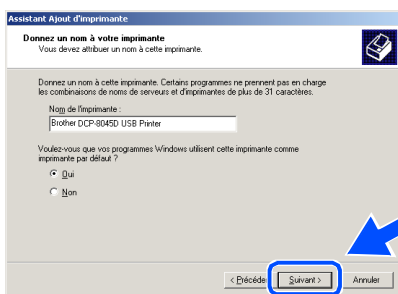 Assistant Ajout d'imprimante
Donnez un nom à votre imprimante
Vous devez attribuer un nom à cette imprimante.
Donnez un nom à cette imprimante. Certains programmes ne prennent pas en charge
les combinaisons de noms de serveurs et d'imprimantes de plus de 31 caractères.
Nom de l'imprimante :
Brother DCP-8045D USB Printer
Voulez-vous que vos programmes Windows utilisent cette imprimante comme
imprimante par défaut ?
Oui
Non
< Précéde Suivant > Annuler